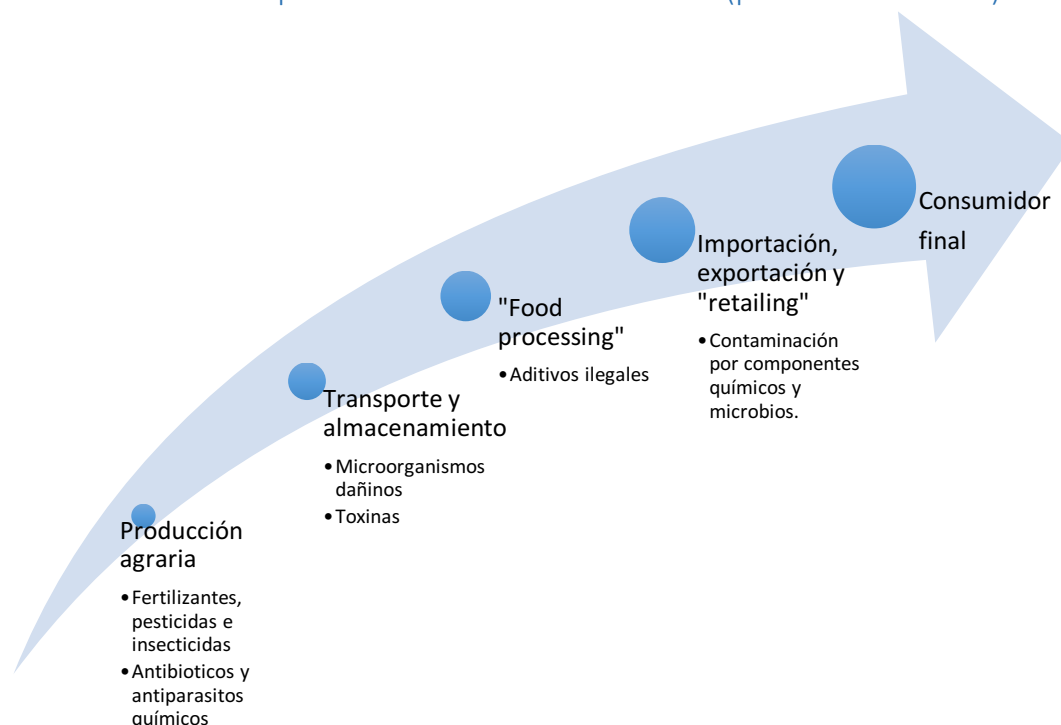 Producción
agraria
•Fertilizantes,
pesticidas e
insecticidas
•Antibioticos y
antiparasitos
químicos
Transporte y
almacenamiento
•Microorganismos
dañinos
•Toxinas
"Food
processing"
•Aditivos ilegales
Importación,
exportación y
"retailing"
•Contaminación
por componentes
químicos y
microbios.
Consumidor
final